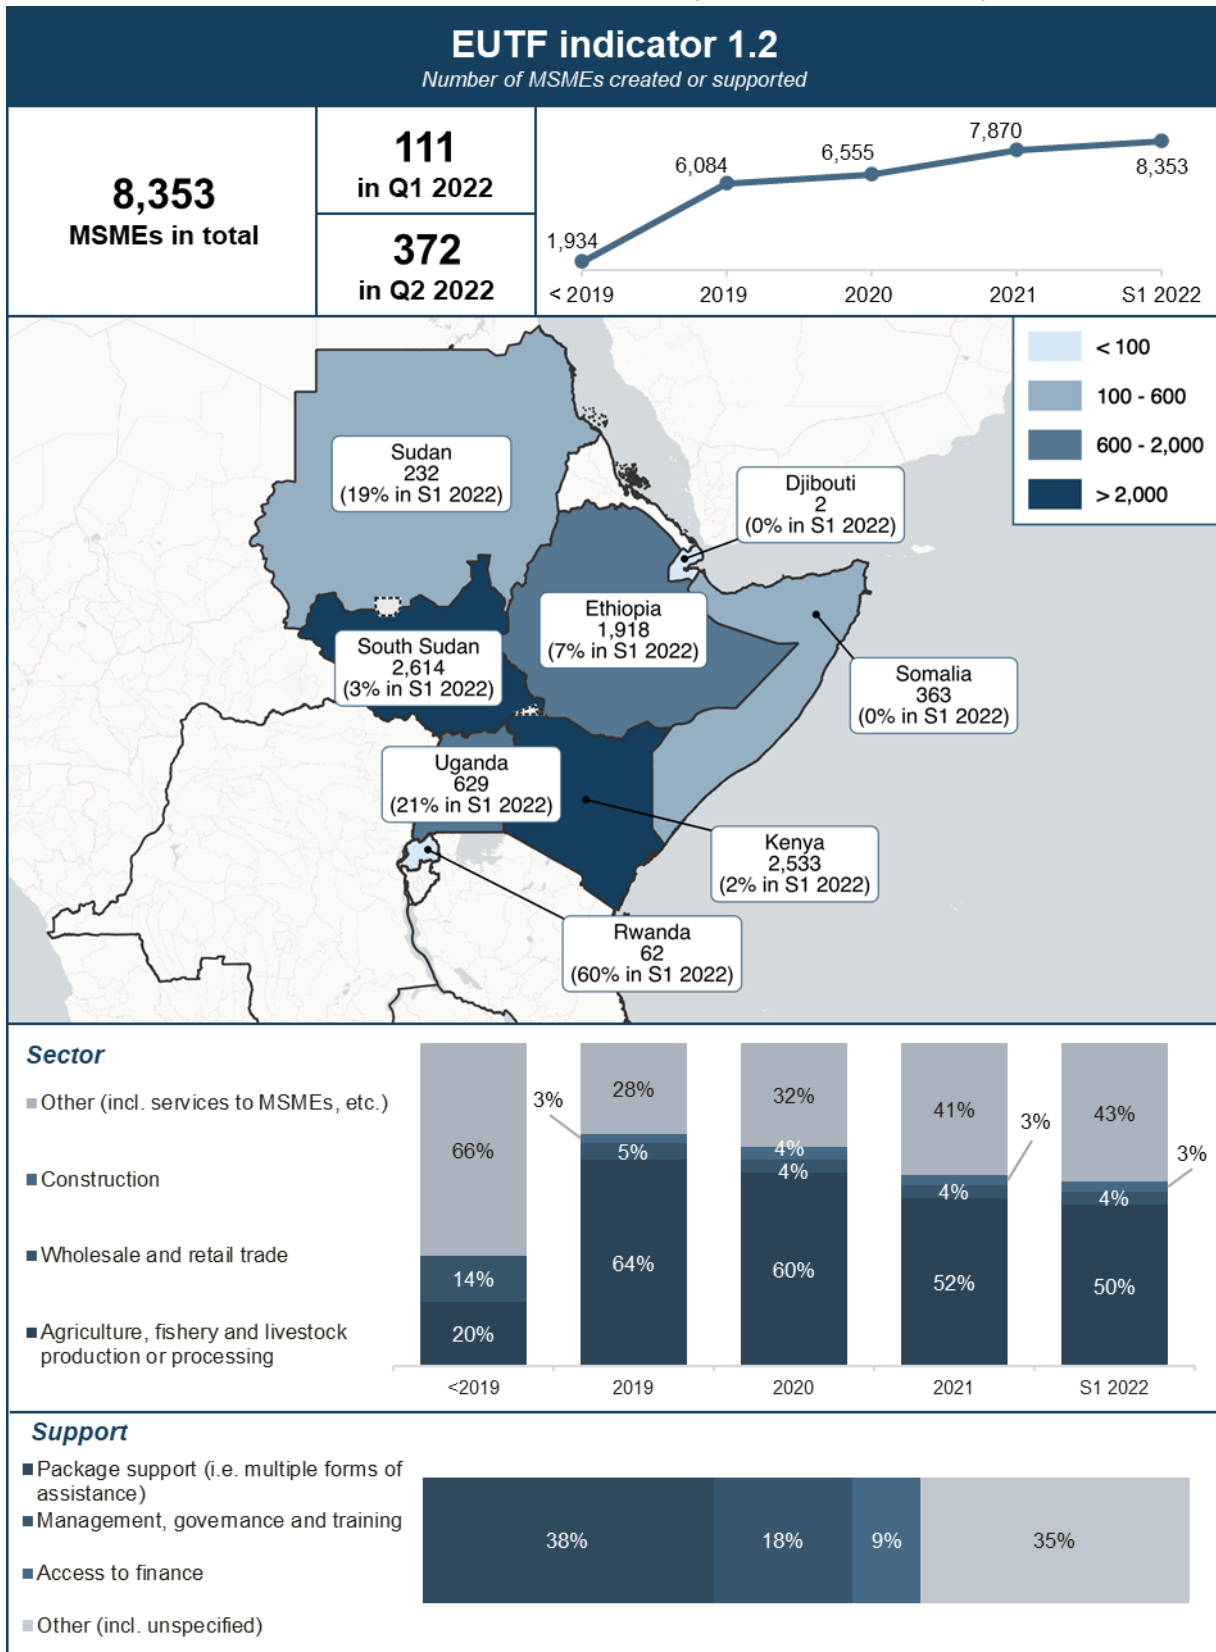 EUTF indicator 1.2
Number of MSMEs created or supported
8,353
MSMEs in total
111
in Q1 2022
372
in Q2 2022
1,934
6,084
6,555
7,870
8,353
< 2019
2019
2020
2021
S1 2022
< 100
100 - 600
600 - 2,000
> 2,000
Sudan
232
(19% in S1 2022)
Djibouti
2
(0% in S1 2022)
Ethiopia
1,918
(7% in S1 2022)
South Sudan
2,614
(3% in S1 2022)
Somalia
363
(0% in S1 2022)
Uganda
629
(21% in S1 2022)
Kenya
2,533
(2% in S1 2022)
Rwanda
62
(60% in S1 2022)
Sector
Other (incl. services to MSMEs, etc.)
Construction
Wholesale and retail trade
Agriculture, fishery and livestock
production or processing
66%
14%
20%
3%
28%
5%
64%
32%
4%
4%
60%
41%
3%
4%
52%
43%
3%
4%
50%
<2019
2019
2020
2021
S1 2022
Support
Package support (i.e. multiple forms of
assistance)
Management, governance and training
Access to finance
Other (incl. unspecified)
38%
18%
9%
35%